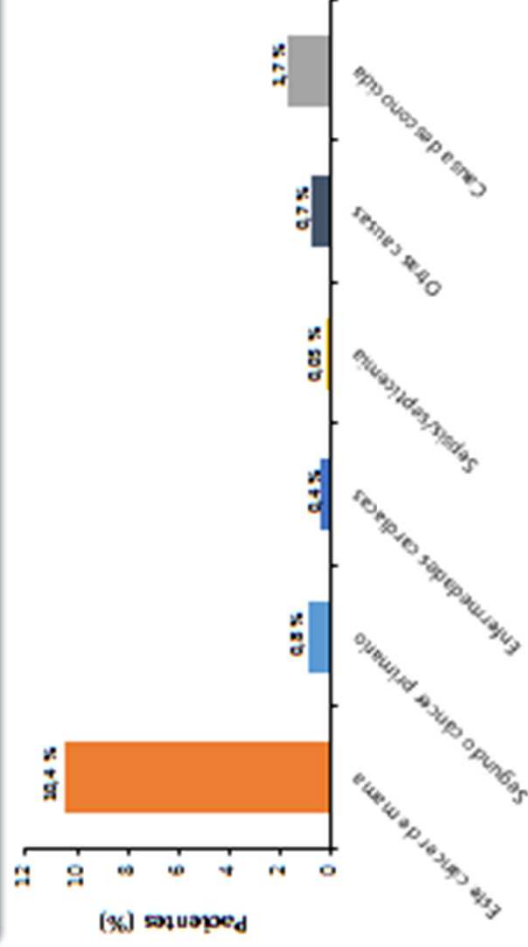 Pacientes (%)
12
10
8
6
4
2
0
10,4 %
0,8 %
0,4 %
0,05 %
0,7 %
1,7 %
Este cáncer de mama
Segundo cáncer primario
Enfermedades cardiacas
Sepsis/septicemia
Otras causas
Causa desconocida